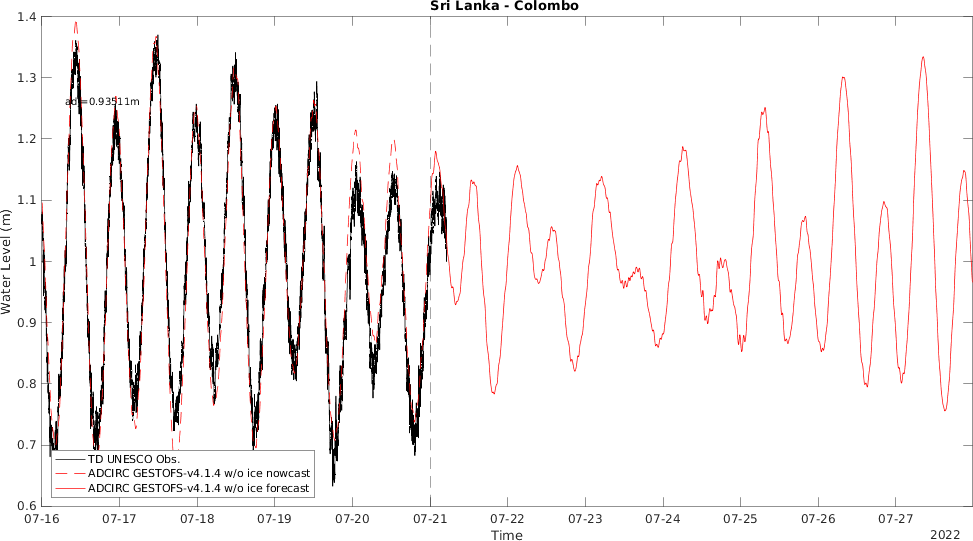 Sri Lanka - Colombo
1.4
1.3
1.2
1.1
1
0.9
0.8
0.7
0.6
Water Level (m)
ad =0.93511m
TD UNESCO Obs.
ADCIRC GESTOFS-v4.1.4 w/o ice nowcast
ADCIRC GESTOFS-v4.1.4 w/o ice forecast
07-16 07-17 07-18 07-19 07-20 07-21 07-22 07-23 07-24 07-25 07-26 07-27
Time
2022